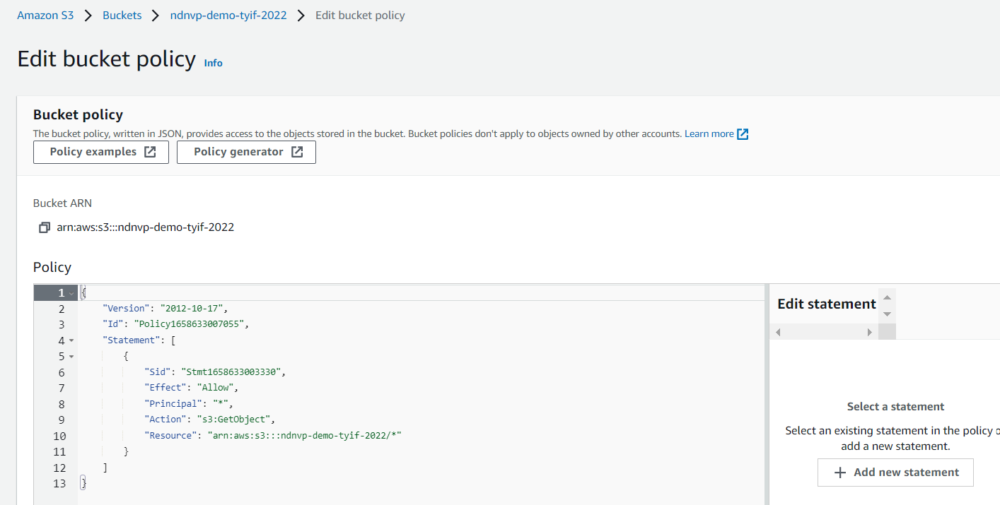 Amazon S3 > Buckets > ndnvp-demo-tyif-2022 > Edit bucket policy
Edit bucket policy Info
Bucket policy
The bucket policy, written in JSON, provides access to the objects stored in the bucket. Bucket policies don't apply to objects owned by other accounts. Learn more
Policy examples Policy generator
Bucket ARN
arn:aws:s3:::ndnvp-demo-tyif-2022
Policy
1 {
2     "Version": "2012-10-17",
3     "Id": "Policy1658633007055",
4     "Statement": [
5         {
6             "Sid": "Stmt1658633003330",
7             "Effect": "Allow",
8             "Principal": "*",
9             "Action": "s3:GetObject",
10             "Resource": "arn:aws:s3:::ndnvp-demo-tyif-2022/*"
11         }
12     ]
13 }
Edit statement
Select a statement
Select an existing statement in the policy o
add a new statement.
+ Add new statement